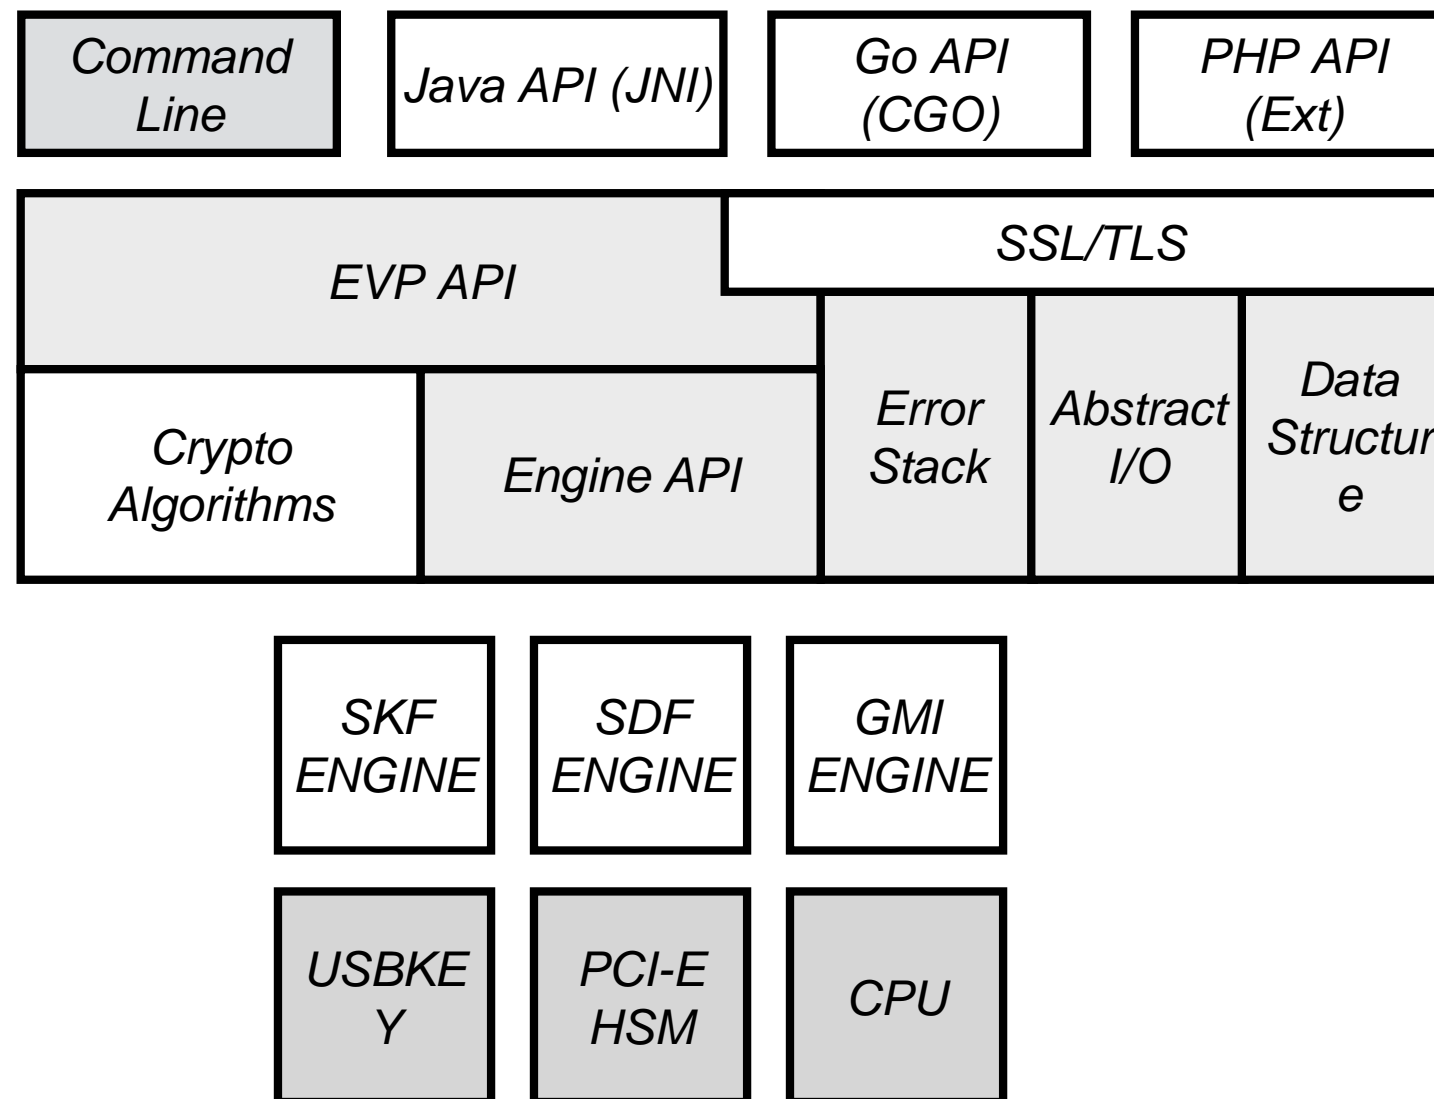 Command
Line
Java API (JNI)
Go API
(CGO)
PHP API
(Ext)
SSL/TLS
EVP API
Error
Stack
Abstract
I/O
Data
Structur
e
Crypto
Algorithms
Engine API
SKF
ENGINE
SDF
ENGINE
GMI
ENGINE
USBKE
Y
PCI-E
HSM
CPU